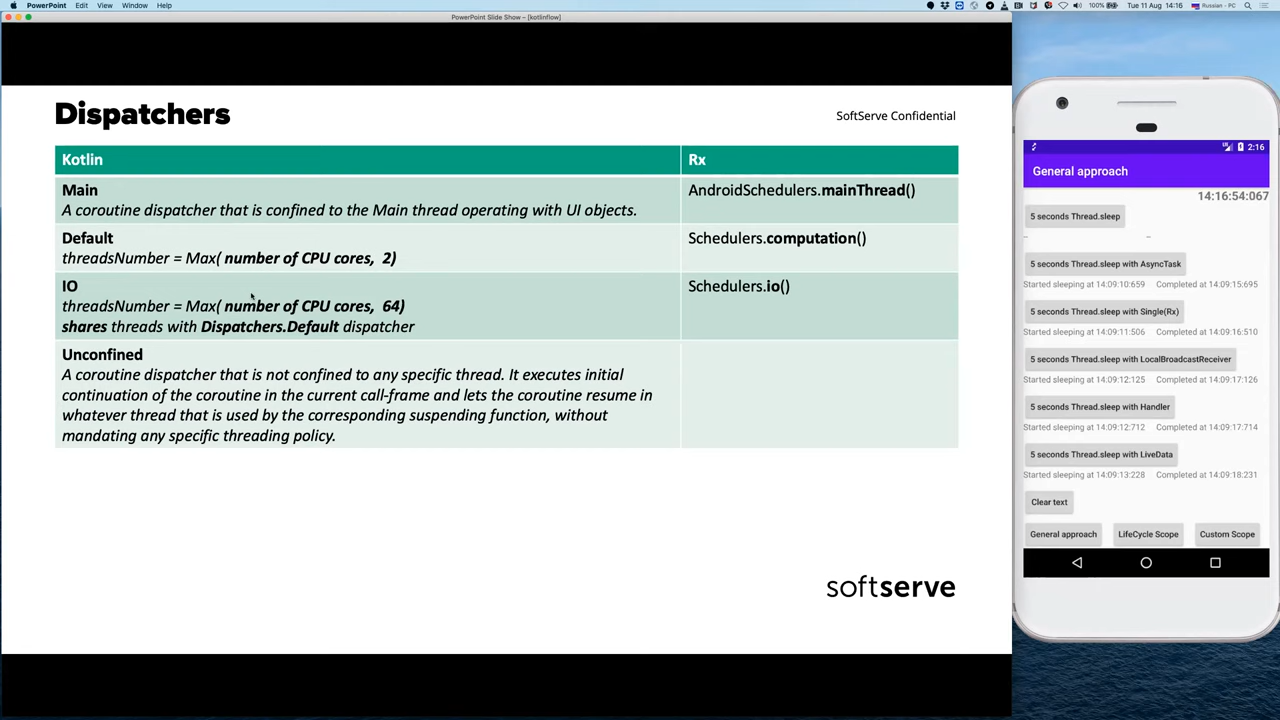 PowerPoint Edit View Window Help
100% Tue 11 Aug 14:16 Russian - PC
PowerPoint Slide Show - [kotlinflow]
Dispatchers
SoftServe Confidential
Kotlin Rx
Main AndroidSchedulers.mainThread()
A coroutine dispatcher that is confined to the Main thread operating with UI objects.
Default Schedulers.computation()
threadsNumber = Max( number of CPU cores, 2)
IO Schedulers.io()
threadsNumber = Max( number of CPU cores, 64)
shares threads with Dispatchers.Default dispatcher
Unconfined
A coroutine dispatcher that is not confined to any specific thread. It executes initial
continuation of the coroutine in the current call-frame and lets the coroutine resume in
whatever thread that is used by the corresponding suspending function, without
mandating any specific threading policy.
softserve
2:16
General approach
14:16:54:067
5 seconds Thread.sleep
– –
5 seconds Thread.sleep with AsyncTask
Started sleeping at 14:09:10:659 Completed at 14:09:15:695
5 seconds Thread.sleep with Single(Rx)
Started sleeping at 14:09:11:506 Completed at 14:09:16:510
5 seconds Thread.sleep with LocalBroadcastReceiver
Started sleeping at 14:09:12:125 Completed at 14:09:17:126
5 seconds Thread.sleep with Handler
Started sleeping at 14:09:12:712 Completed at 14:09:17:714
5 seconds Thread.sleep with LiveData
Started sleeping at 14:09:13:228 Completed at 14:09:18:231
Clear text
General approach LifeCycle Scope Custom Scope